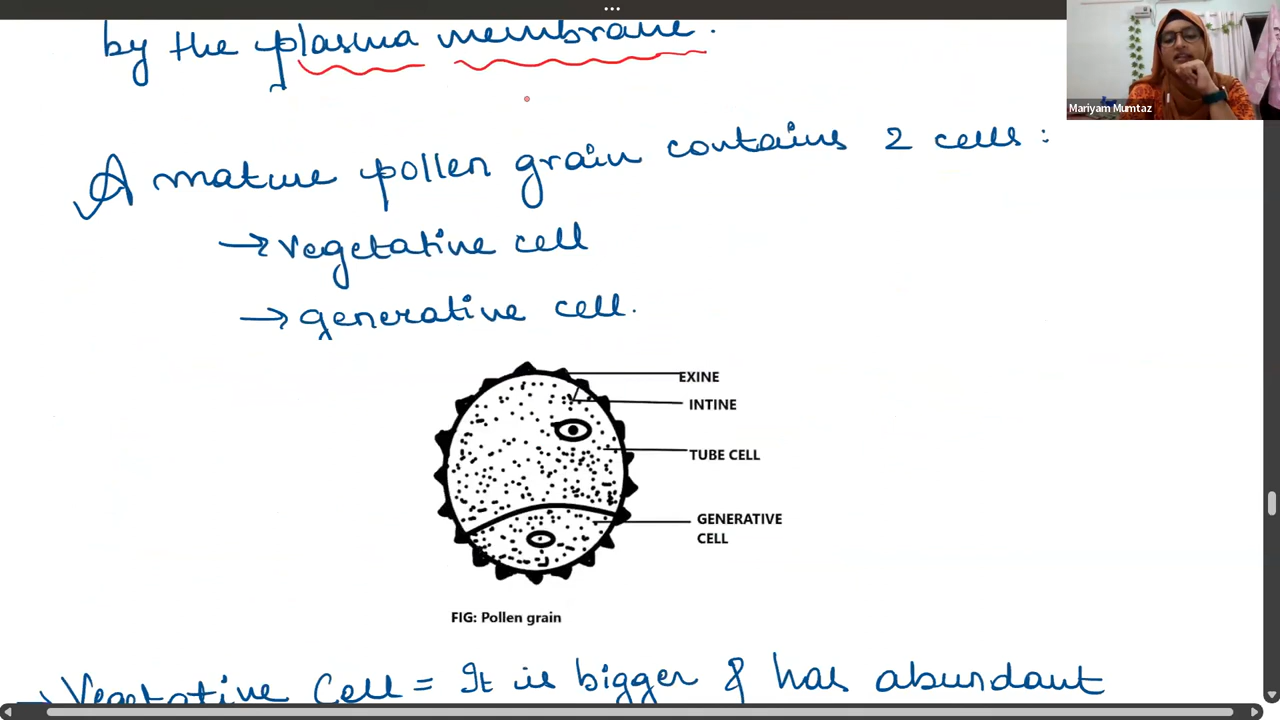 by the plasma membrane.
Mariyam Mumtaz
A mature pollen grain contains 2 cells :
→ vegetative cell
→ generative cell.
EXINE
INTINE
TUBE CELL
GENERATIVE
CELL
FIG: Pollen grain
→ Vegetative Cell = It is bigger & has abundant